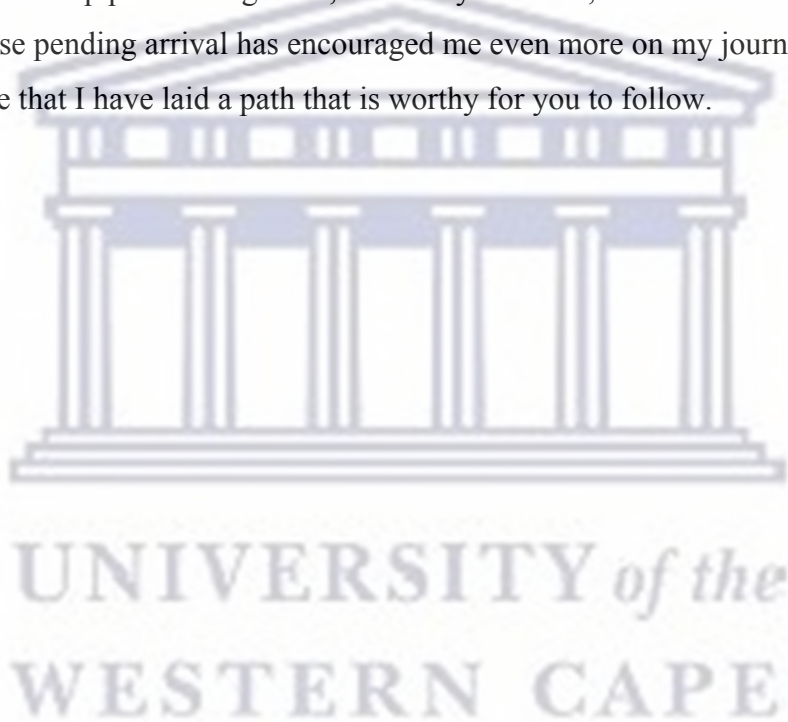 se pending arrival has encouraged me even more on my journ
e that I have laid a path that is worthy for you to follow.
UNIVERSITY of the
WESTERN CAPE